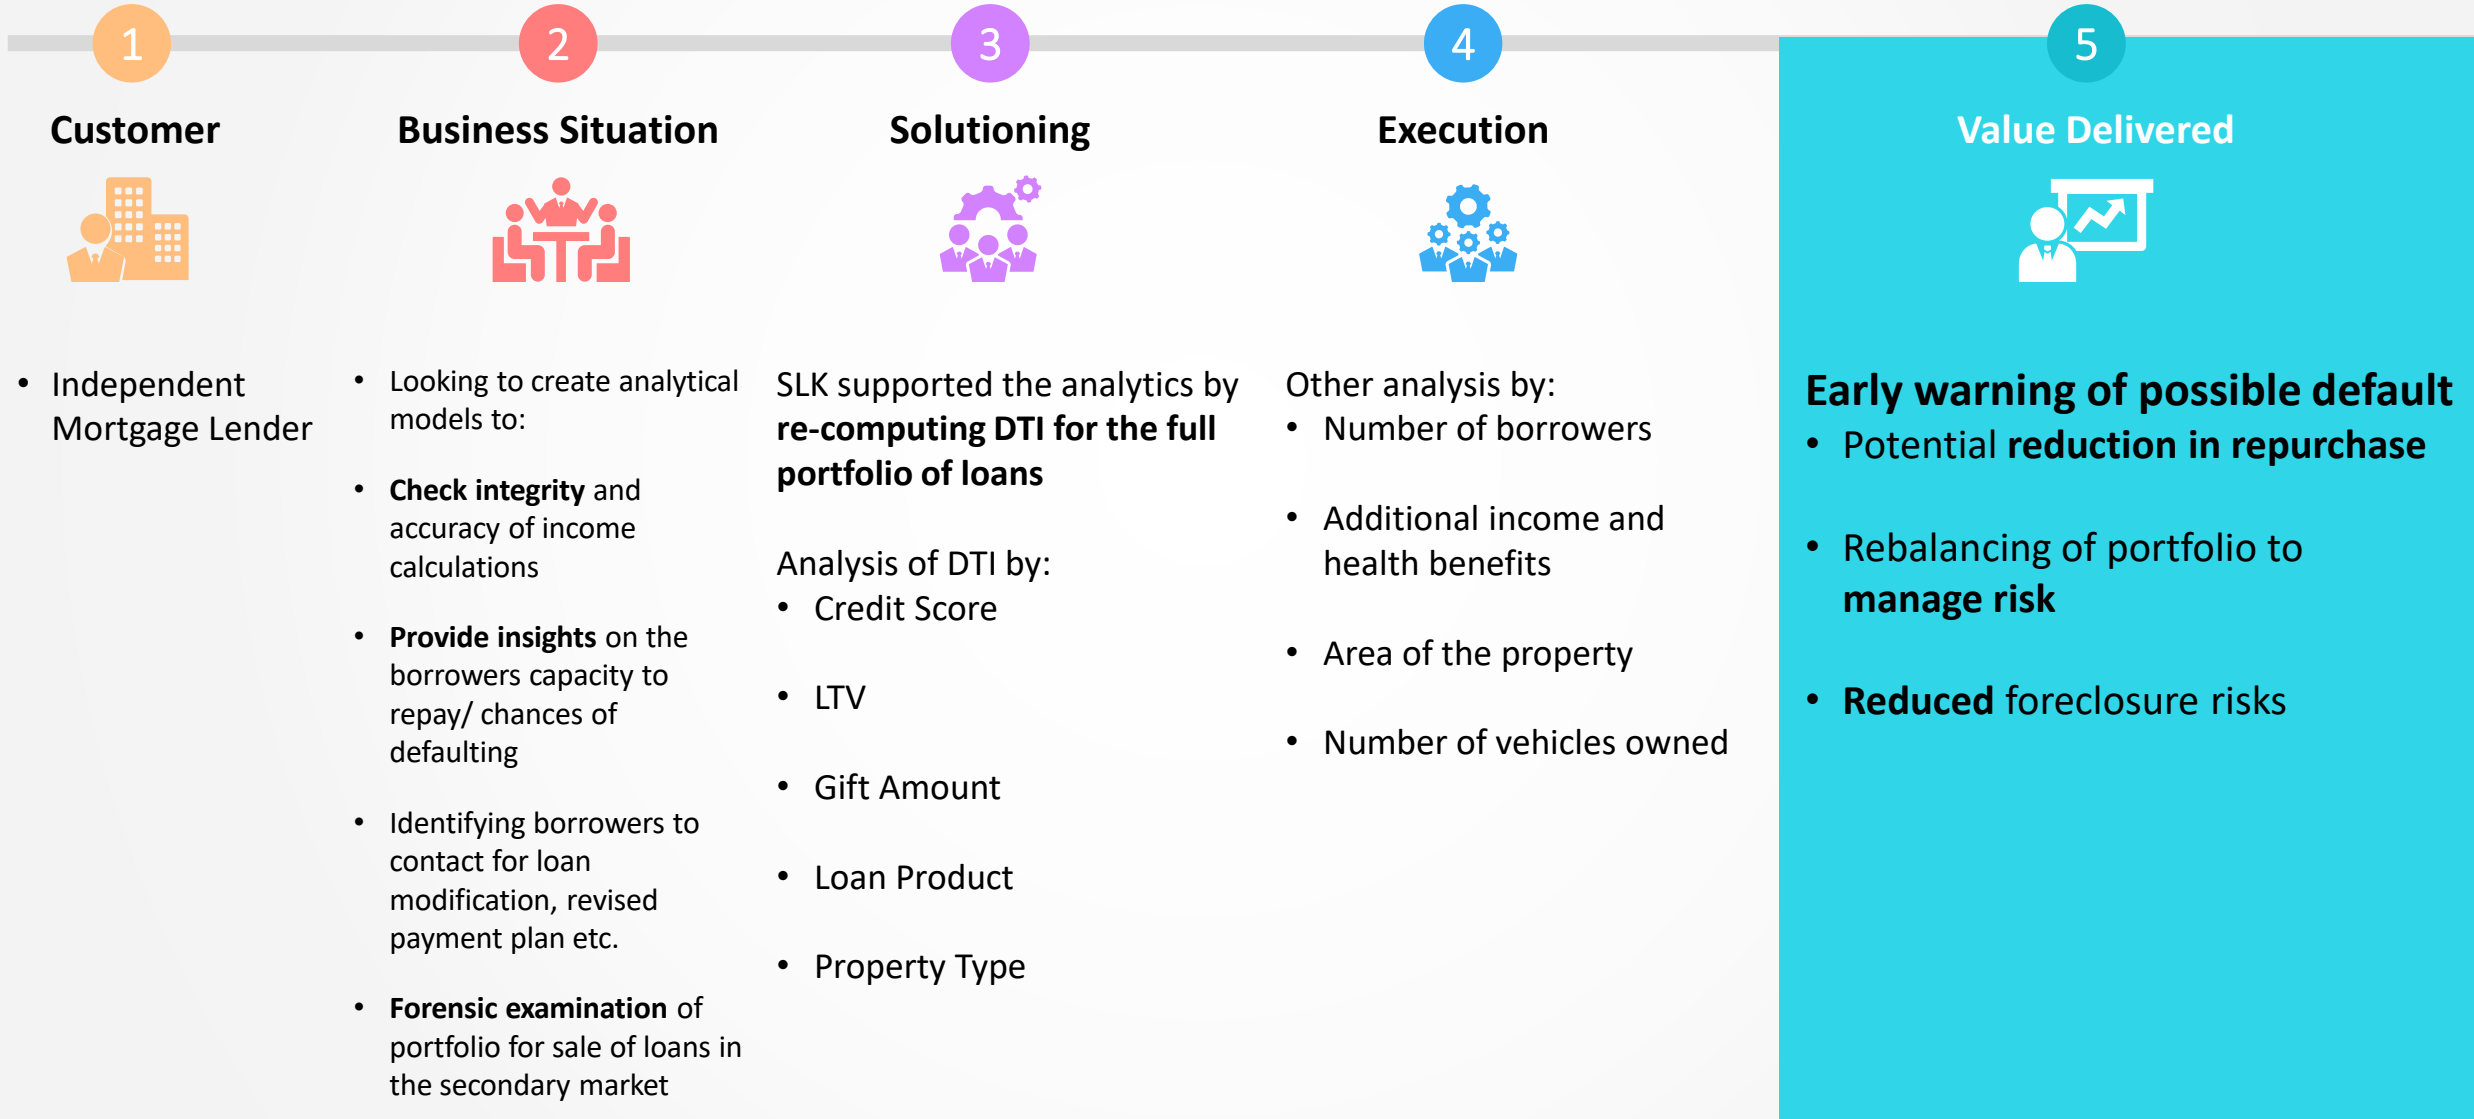 1
Customer
• Independent
Mortgage Lender
2
Business Situation
• Looking to create analytical
models to:
• Check integrity and
accuracy of income
calculations
• Provide insights on the
borrowers capacity to
repay/ chances of
defaulting
• Identifying borrowers to
contact for loan
modification, revised
payment plan etc.
• Forensic examination of
portfolio for sale of loans in
the secondary market
3
Solutioning
SLK supported the analytics by
re-computing DTI for the full
portfolio of loans
Analysis of DTI by:
• Credit Score
• LTV
• Gift Amount
• Loan Product
• Property Type
4
Execution
Other analysis by:
• Number of borrowers
• Additional income and
health benefits
• Area of the property
• Number of vehicles owned
5
Value Delivered
Early warning of possible default
• Potential reduction in repurchase
• Rebalancing of portfolio to
manage risk
• Reduced foreclosure risks